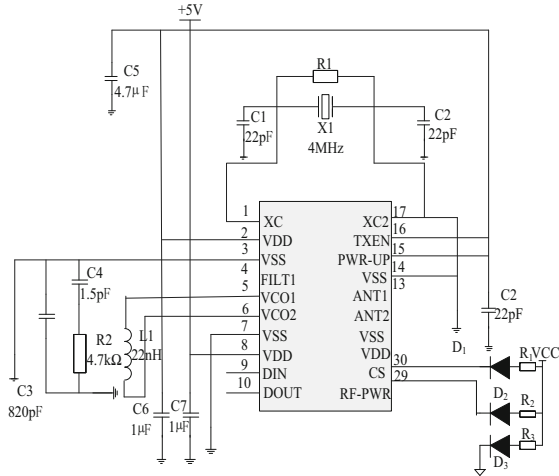 +5V
C5
4.7μF
R1
C1
22pF
X1
4MHz
C2
22pF
1
XC
2
VDD
3
VSS
4
FILT1
5
VCO1
6
VCO2
7
VSS
8
VDD
9
DIN
10
DOUT
17
XC2
16
TXEN
15
PWR-UP
14
VSS
13
ANT1
ANT2
VSS
VDD
30
CS
29
RF-PWR
C4
1.5pF
R2
4.7kΩ
L1
22nH
C3
820pF
C6
1μF
C7
1μF
C2
22pF
D1
R1
VCC
D2
R2
D3
R3